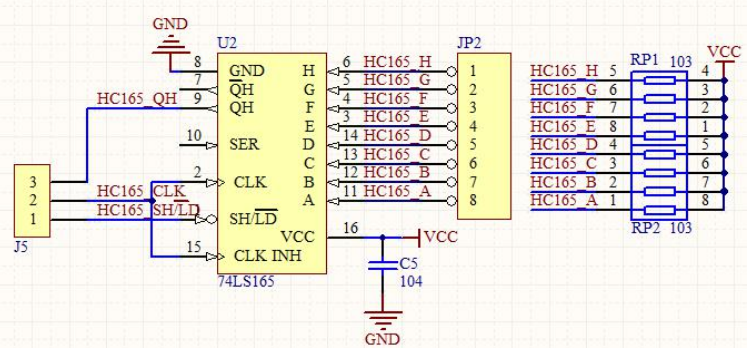 GND
U2
JP2
RP1 103
VCC
8 GND H 6 HC165_H 1 HC165_H 5 4
7 QH G 5 HC165_G 2 HC165_G 6 3
HC165_QH 9 QH F 4 HC165_F 3 HC165_F 7 2
E 3 HC165_E 4 HC165_E 8 1
10 SER D 14 HC165_D 5 HC165_D 4 5
C 13 HC165_C 6 HC165_C 3 6
3 2 CLK B 12 HC165_B 7 HC165_B 2 7
2 HC165_CLK A 11 HC165_A 8 HC165_A 1 8
1 HC165_SH/LD SH/LD
RP2 103
J5
VCC 16 VCC
15 CLK INH
C5
74LS165
104
GND